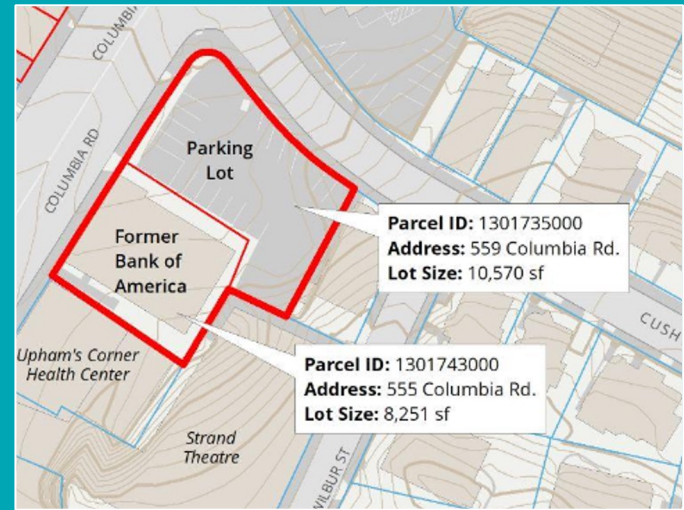 COLUMBIA
COLUMBIA RD
Parking
Lot
Former
Bank of
America
Parcel ID: 1301735000
Address: 559 Columbia Rd.
Lot Size: 10,570 sf
CUSH
Upham's Corner
Health Center
Parcel ID: 1301743000
Address: 555 Columbia Rd.
Lot Size: 8,251 sf
Strand
Theatre
WILBUR ST